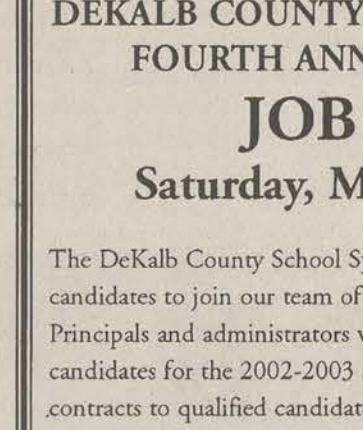 DEKALB COUNTY
FOURTH ANN
JOB
Saturday, M
The DeKalb County School Sy
candidates to join our team of
Principals and administrators v
candidates for the 2002-2003
contracts to qualified candidat